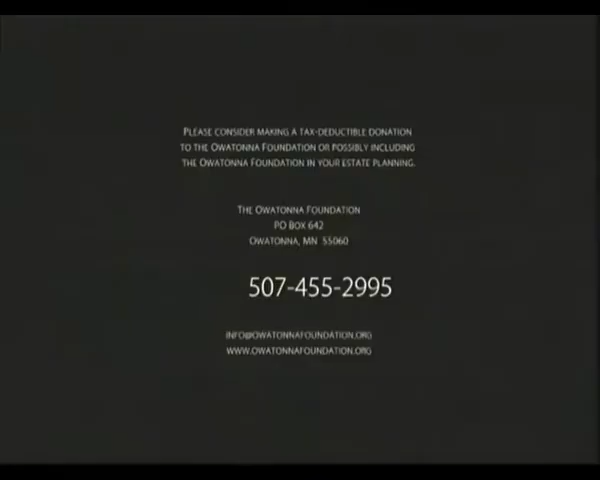 PLEASE CONSIDER MAKING A TAX-DEDUCTIBLE DONATION
TO THE OWATONNA FOUNDATION OR POSSIBLY INCLUDING
THE OWATONNA FOUNDATION IN YOUR ESTATE PLANNING.
THE OWATONNA FOUNDATION
PO BOX 642
OWATONNA, MN 55060
507-455-2995
INFO@OWATONNAFOUNDATION.ORG
WWW.OWATONNAFOUNDATION.ORG